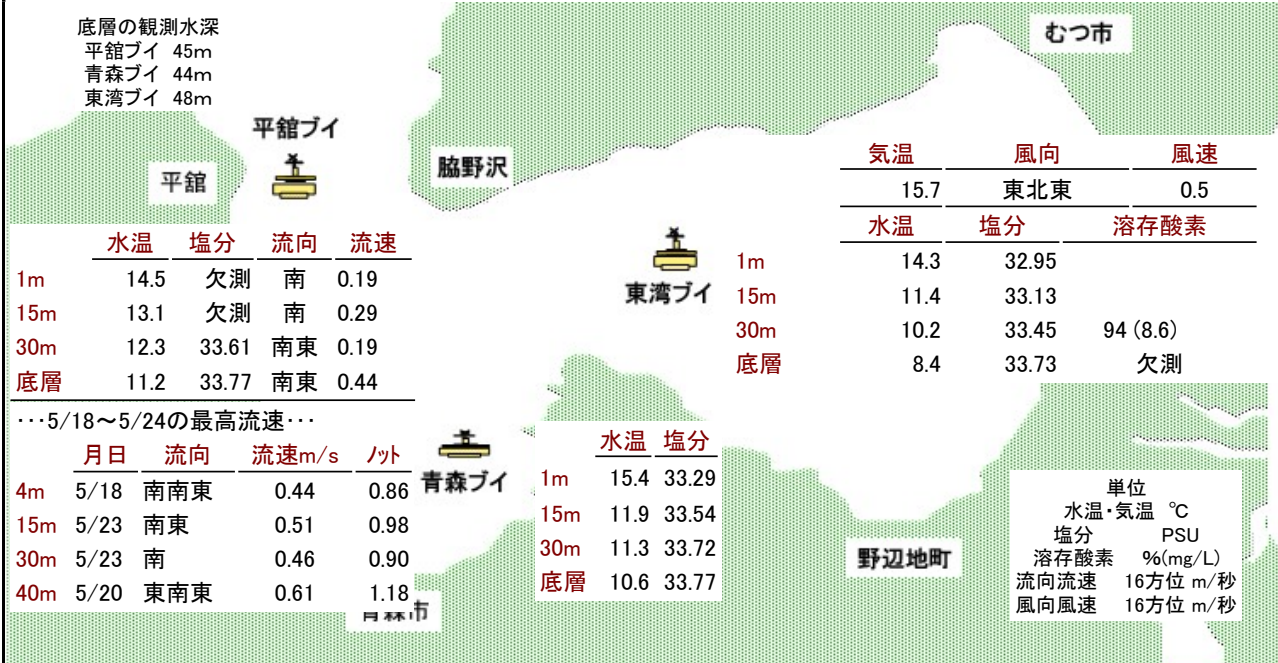 底層の観測水深
平舘ブイ 45m
青森ブイ 44m
東湾ブイ 48m
むつ市
平舘ブイ
平舘
脇野沢
気温 風向 風速
15.7 東北東 0.5
水温 塩分 溶存酸素
1m 14.3 32.95
15m 11.4 33.13
30m 10.2 33.45 94 (8.6)
底層 8.4 33.73 欠測
東湾ブイ
水温 塩分 流向 流速
1m 14.5 欠測 南 0.19
15m 13.1 欠測 南 0.29
30m 12.3 33.61 南東 0.19
底層 11.2 33.77 南東 0.44
…5/18～5/24の最高流速…
月日 流向 流速m/s ノット
4m 5/18 南南東 0.44 0.86
15m 5/23 南東 0.51 0.98
30m 5/23 南 0.46 0.90
40m 5/20 東南東 0.61 1.18
青森ブイ
水温 塩分
1m 15.4 33.29
15m 11.9 33.54
30m 11.3 33.72
底層 10.6 33.77
青森市
野辺地町
単位
水温・気温 ℃
塩分 PSU
溶存酸素 %(mg/L)
流向流速 16方位 m/秒
風向風速 16方位 m/秒